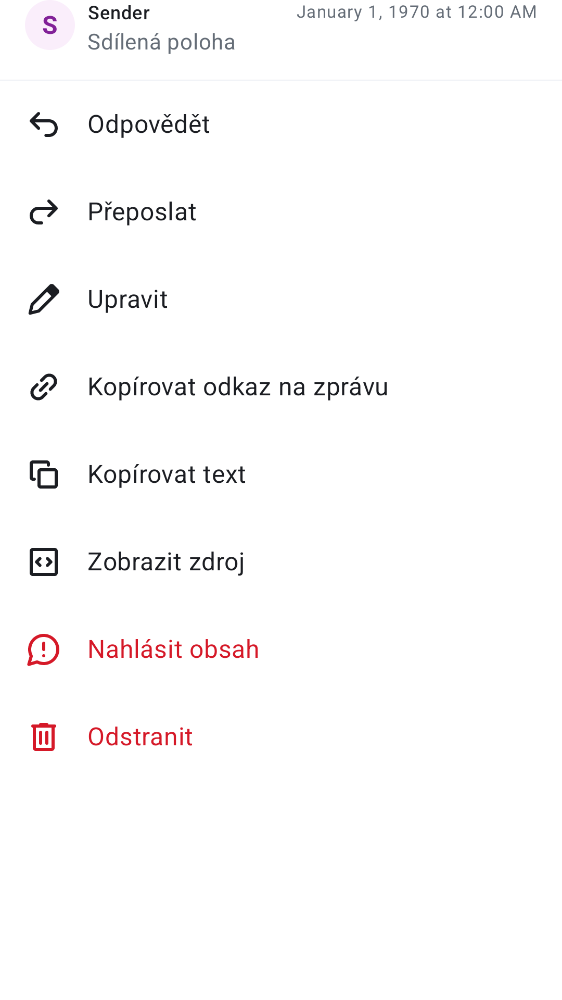 S
Sender
January 1, 1970 at 12:00 AM
Sdílená poloha
Odpovědět
Přeposlat
Upravit
Kopírovat odkaz na zprávu
Kopírovat text
Zobrazit zdroj
Nahlásit obsah
Odstranit